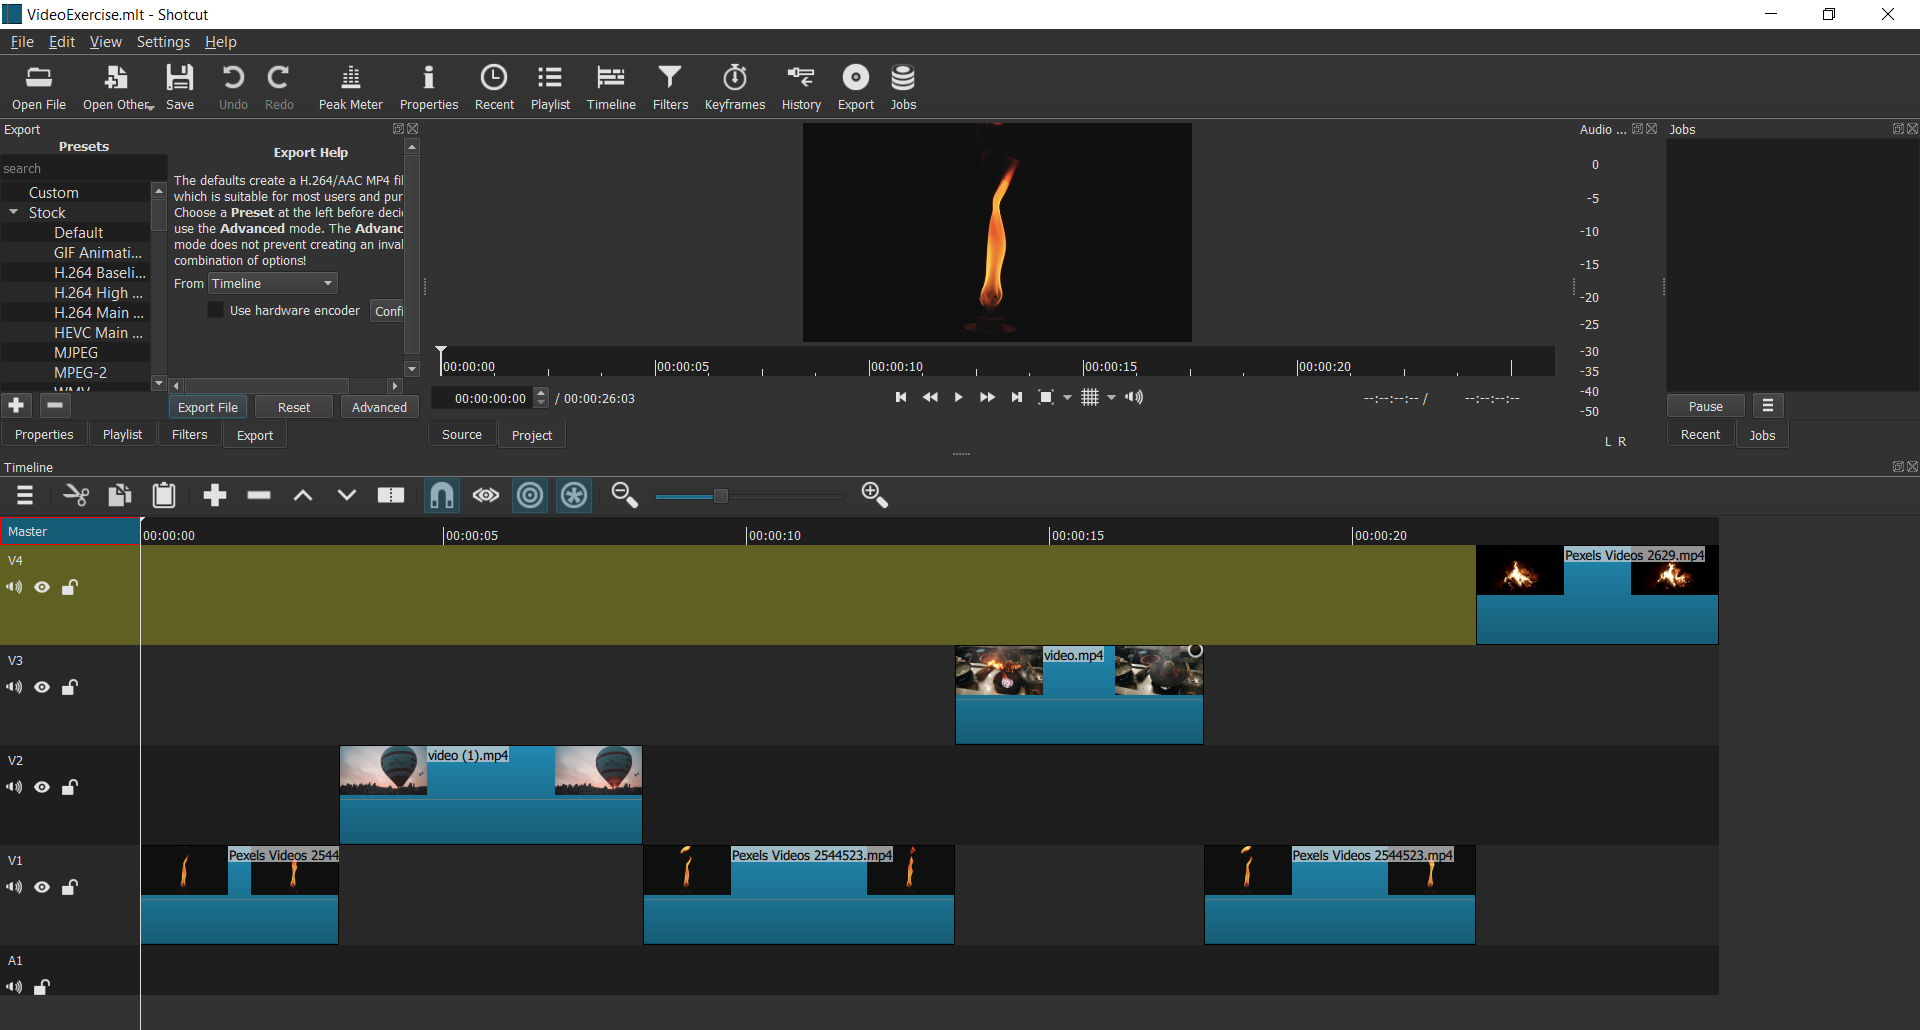 VideoExercise.mlt - Shotcut
File Edit View Settings Help
Open File Open Other Save Undo Redo Peak Meter Properties Recent Playlist Timeline Filters Keyframes History Export Jobs
Export
Presets
search
Custom
Stock
Default
GIF Animati...
H.264 Baseli...
H.264 High ...
H.264 Main ...
HEVC Main ...
MJPEG
MPEG-2
WMV
Export Help
The defaults create a H.264/AAC MP4 fil
which is suitable for most users and pur
Choose a Preset at the left before deci
use the Advanced mode. The Advanc
mode does not prevent creating an inval
combination of options!
From Timeline
Use hardware encoder Confi
Export File Reset Advanced
Properties Playlist Filters Export
00:00:00 00:00:05 00:00:10 00:00:15 00:00:20
00:00:00:00 / 00:00:26:03
--:--:--:-- / --:--:--:--
Source Project
Audio ...
0
-5
-10
-15
-20
-25
-30
-35
-40
-50
L R
Jobs
Pause
Recent Jobs
Timeline
Master
00:00:00 00:00:05 00:00:10 00:00:15 00:00:20
V4
Pexels Videos 2629.mp4
V3
video.mp4
V2
video (1).mp4
V1
Pexels Videos 2544
Pexels Videos 2544523.mp4
Pexels Videos 2544523.mp4
A1